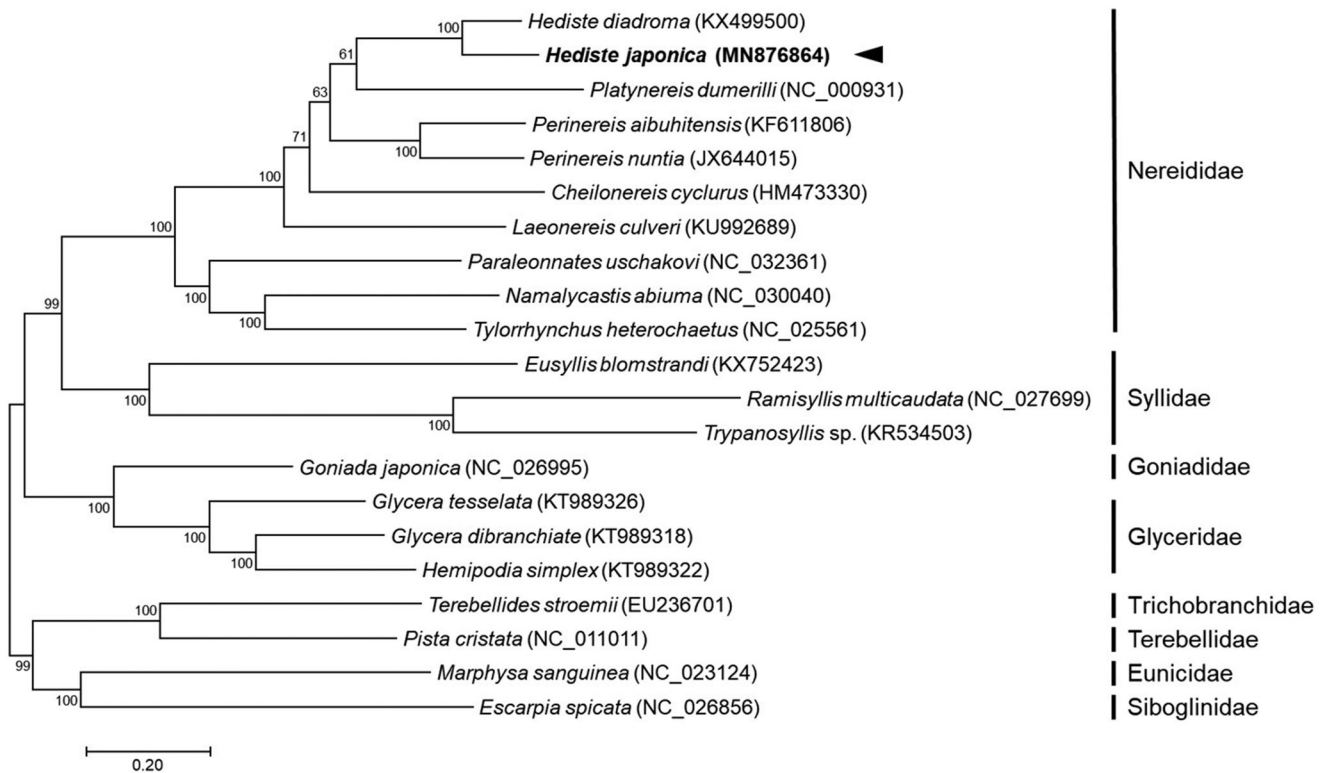 100
Hediste diadroma (KX499500)
Hediste japonica (MN876864)
61
Platynereis dumerilli (NC_000931)
63
Perinereis aibuhitensis (KF611806)
100
Perinereis nuntia (JX644015)
71
Cheilonereis cyclurus (HM473330)
100
Laeonereis culveri (KU992689)
Nereididae
100
Paraleonnates uschakovi (NC_032361)
100
Namalycastis abiuma (NC_030040)
100
Tylorrhynchus heterochaetus (NC_025561)
99
Eusyllis blomstrandi (KX752423)
100
Ramisyllis multicaudata (NC_027699)
100
Trypanosyllis sp. (KR534503)
Syllidae
Goniada japonica (NC_026995)
Goniadidae
100
Glycera tesselata (KT989326)
100
Glycera dibranchiate (KT989318)
100
Hemipodia simplex (KT989322)
Glyceridae
100
Terebellides stroemii (EU236701)
Trichobranchidae
Pista cristata (NC_011011)
Terebellidae
99
Marphysa sanguinea (NC_023124)
Eunicidae
100
Escarpia spicata (NC_026856)
Siboglinidae
0.20